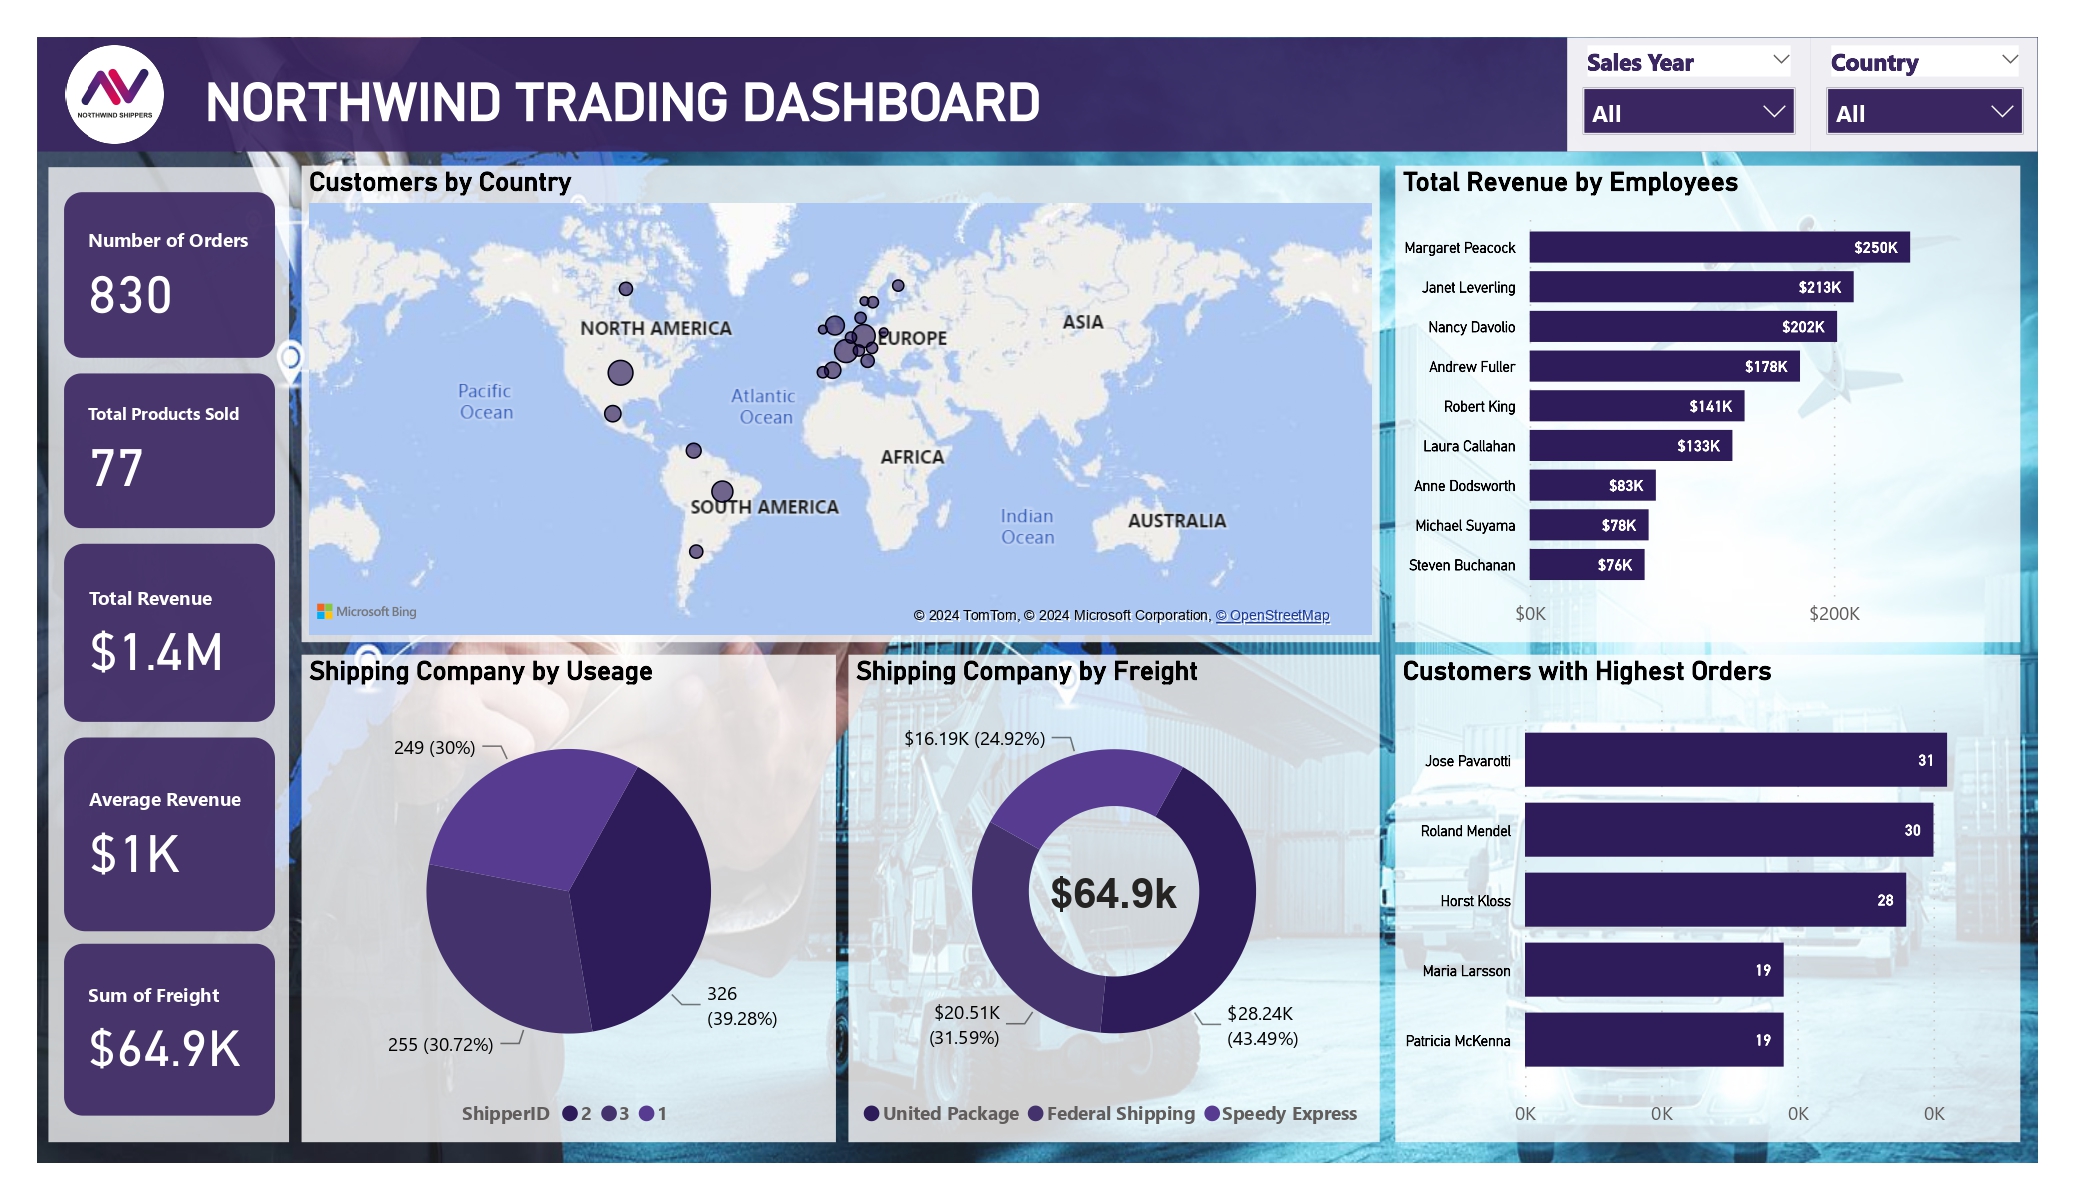 NORTHWIND SHIPPERS
NORTHWIND TRADING DASHBOARD
Sales Year
All
Country
All
Number of Orders
830
Total Products Sold
77
Total Revenue
$1.4M
Average Revenue
$1K
Sum of Freight
$64.9K
Customers by Country
NORTH AMERICA
EUROPE
ASIA
Pacific
Ocean
Atlantic
Ocean
AFRICA
SOUTH AMERICA
Indian
Ocean
AUSTRALIA
Microsoft Bing
© 2024 TomTom, © 2024 Microsoft Corporation, © OpenStreetMap
Total Revenue by Employees
Margaret Peacock $250K
Janet Leverling $213K
Nancy Davolio $202K
Andrew Fuller $178K
Robert King $141K
Laura Callahan $133K
Anne Dodsworth $83K
Michael Suyama $78K
Steven Buchanan $76K
$0K $200K
Shipping Company by Useage
249 (30%)
326
(39.28%)
255 (30.72%)
ShipperID 2 3 1
Shipping Company by Freight
$16.19K (24.92%)
$64.9k
$20.51K
(31.59%)
$28.24K
(43.49%)
United Package Federal Shipping Speedy Express
Customers with Highest Orders
Jose Pavarotti 31
Roland Mendel 30
Horst Kloss 28
Maria Larsson 19
Patricia McKenna 19
0K 0K 0K 0K